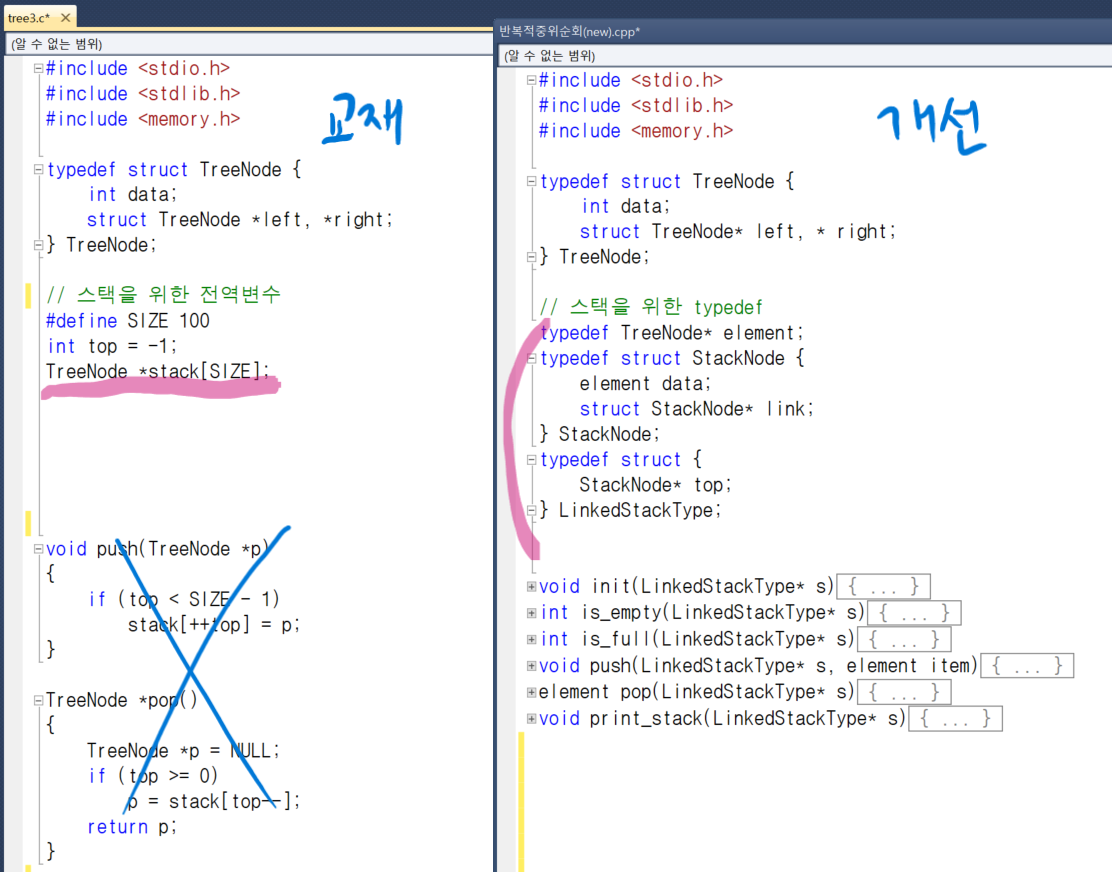 tree3.c*
(알 수 없는 범위)
#include <stdio.h>
#include <stdlib.h>
#include <memory.h>
교재
typedef struct TreeNode {
int data;
struct TreeNode *left, *right;
} TreeNode;
// 스택을 위한 전역변수
#define SIZE 100
int top = -1;
TreeNode *stack[SIZE];
void push(TreeNode *p)
{
if (top < SIZE - 1)
stack[++top] = p;
}
TreeNode *pop()
{
TreeNode *p = NULL;
if (top >= 0)
p = stack[top--];
return p;
}
반복적중위순회(new).cpp*
(알 수 없는 범위)
#include <stdio.h>
#include <stdlib.h>
#include <memory.h>
개선
typedef struct TreeNode {
int data;
struct TreeNode* left, * right;
} TreeNode;
// 스택을 위한 typedef
typedef TreeNode* element;
typedef struct StackNode {
element data;
struct StackNode* link;
} StackNode;
typedef struct {
StackNode* top;
} LinkedStackType;
void init(LinkedStackType* s){ ... }
int is_empty(LinkedStackType* s){ ... }
int is_full(LinkedStackType* s){ ... }
void push(LinkedStackType* s, element item){ ... }
element pop(LinkedStackType* s){ ... }
void print_stack(LinkedStackType* s){ ... }